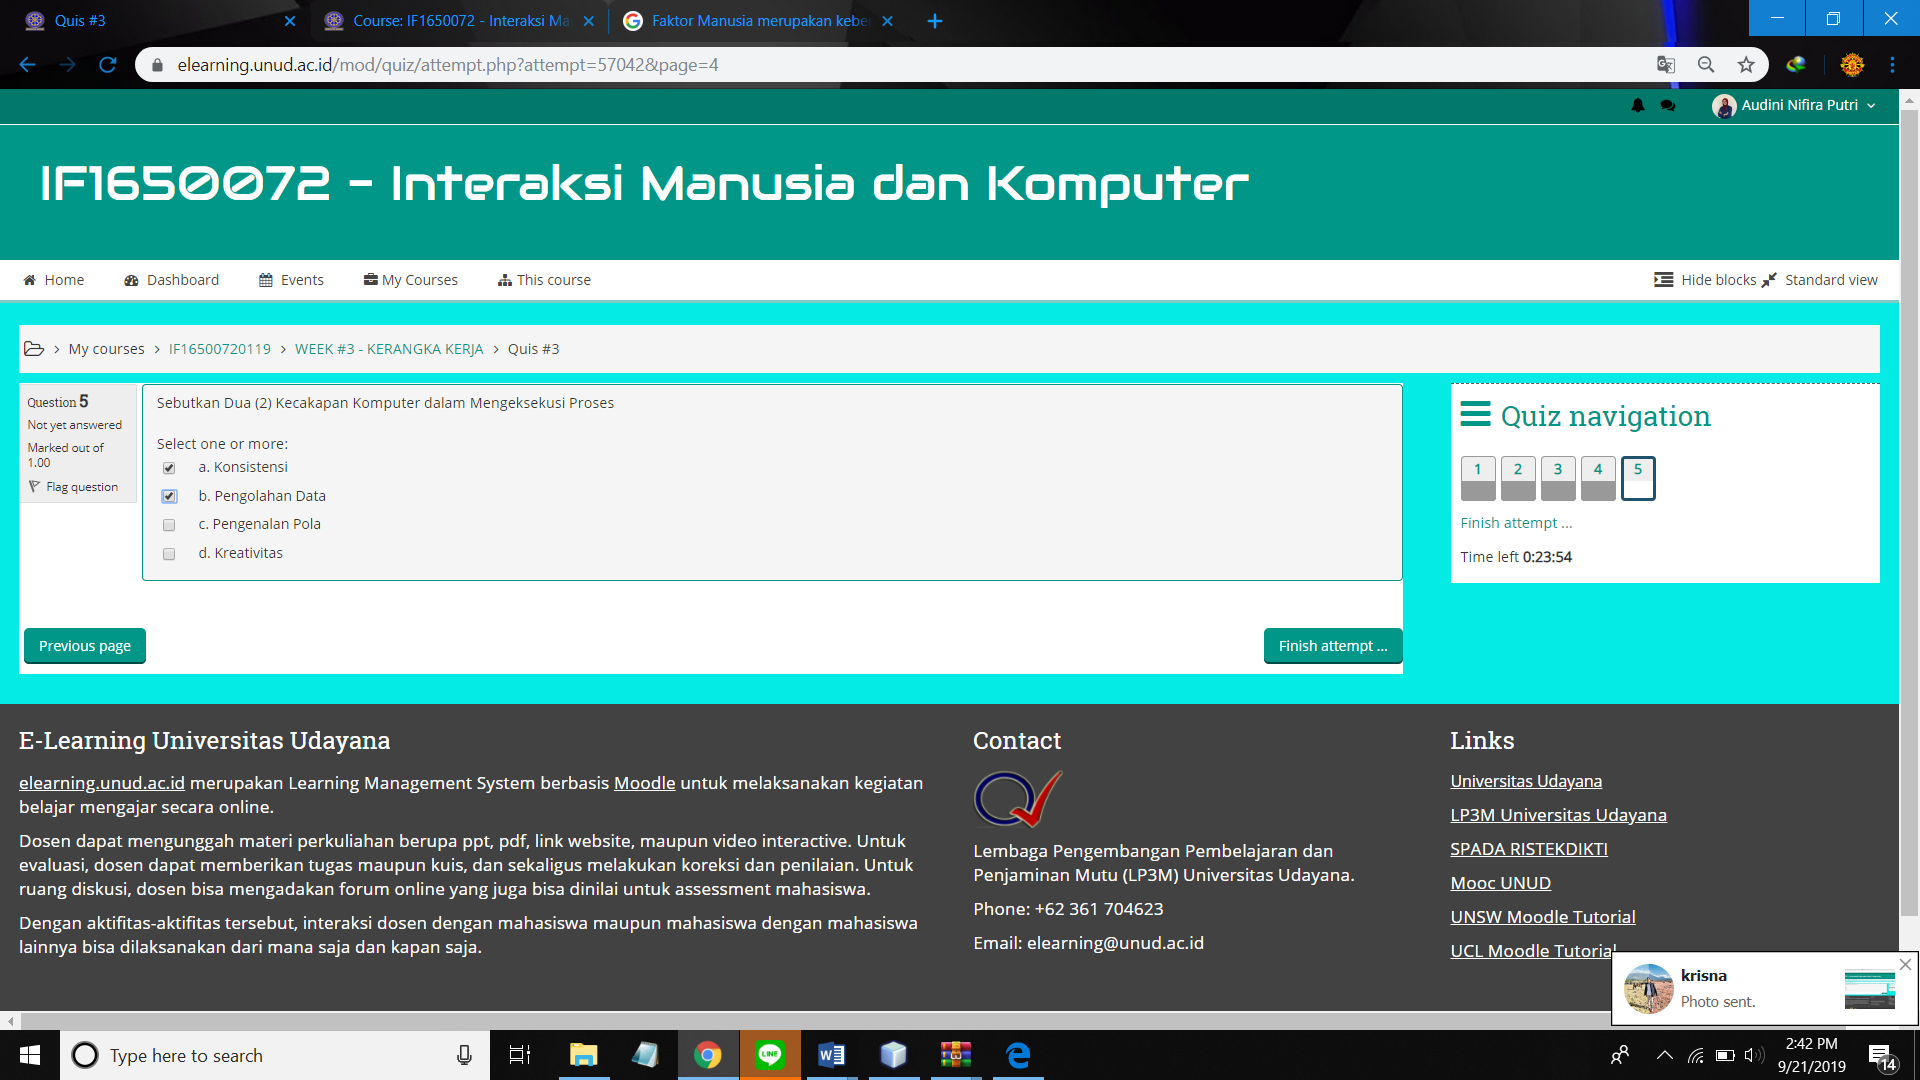 Quis #3
Course: IF1650072 - Interaksi Ma
Faktor Manusia merupakan keber
elearning.unud.ac.id/mod/quiz/attempt.php?attempt=57042&page=4
Audini Nifira Putri
IF1650072 - Interaksi Manusia dan Komputer
Home Dashboard Events My Courses This course Hide blocks Standard view
My courses > IF16500720119 > WEEK #3 - KERANGKA KERJA > Quis #3
Question 5
Not yet answered
Marked out of
1.00
Flag question
Sebutkan Dua (2) Kecakapan Komputer dalam Mengeksekusi Proses
Select one or more:
a. Konsistensi
b. Pengolahan Data
c. Pengenalan Pola
d. Kreativitas
Previous page
Finish attempt ...
Quiz navigation
1 2 3 4 5
Finish attempt ...
Time left 0:23:54
E-Learning Universitas Udayana
elearning.unud.ac.id merupakan Learning Management System berbasis Moodle untuk melaksanakan kegiatan
belajar mengajar secara online.
Dosen dapat mengunggah materi perkuliahan berupa ppt, pdf, link website, maupun video interactive. Untuk
evaluasi, dosen dapat memberikan tugas maupun kuis, dan sekaligus melakukan koreksi dan penilaian. Untuk
ruang diskusi, dosen bisa mengadakan forum online yang juga bisa dinilai untuk assessment mahasiswa.
Dengan aktifitas-aktifitas tersebut, interaksi dosen dengan mahasiswa maupun mahasiswa dengan mahasiswa
lainnya bisa dilaksanakan dari mana saja dan kapan saja.
Contact
Lembaga Pengembangan Pembelajaran dan
Penjaminan Mutu (LP3M) Universitas Udayana.
Phone: +62 361 704623
Email: elearning@unud.ac.id
Links
Universitas Udayana
LP3M Universitas Udayana
SPADA RISTEKDIKTI
Mooc UNUD
UNSW Moodle Tutorial
UCL Moodle Tutorial
krisna
Photo sent.
Type here to search
LINE
2:42 PM
9/21/2019
14